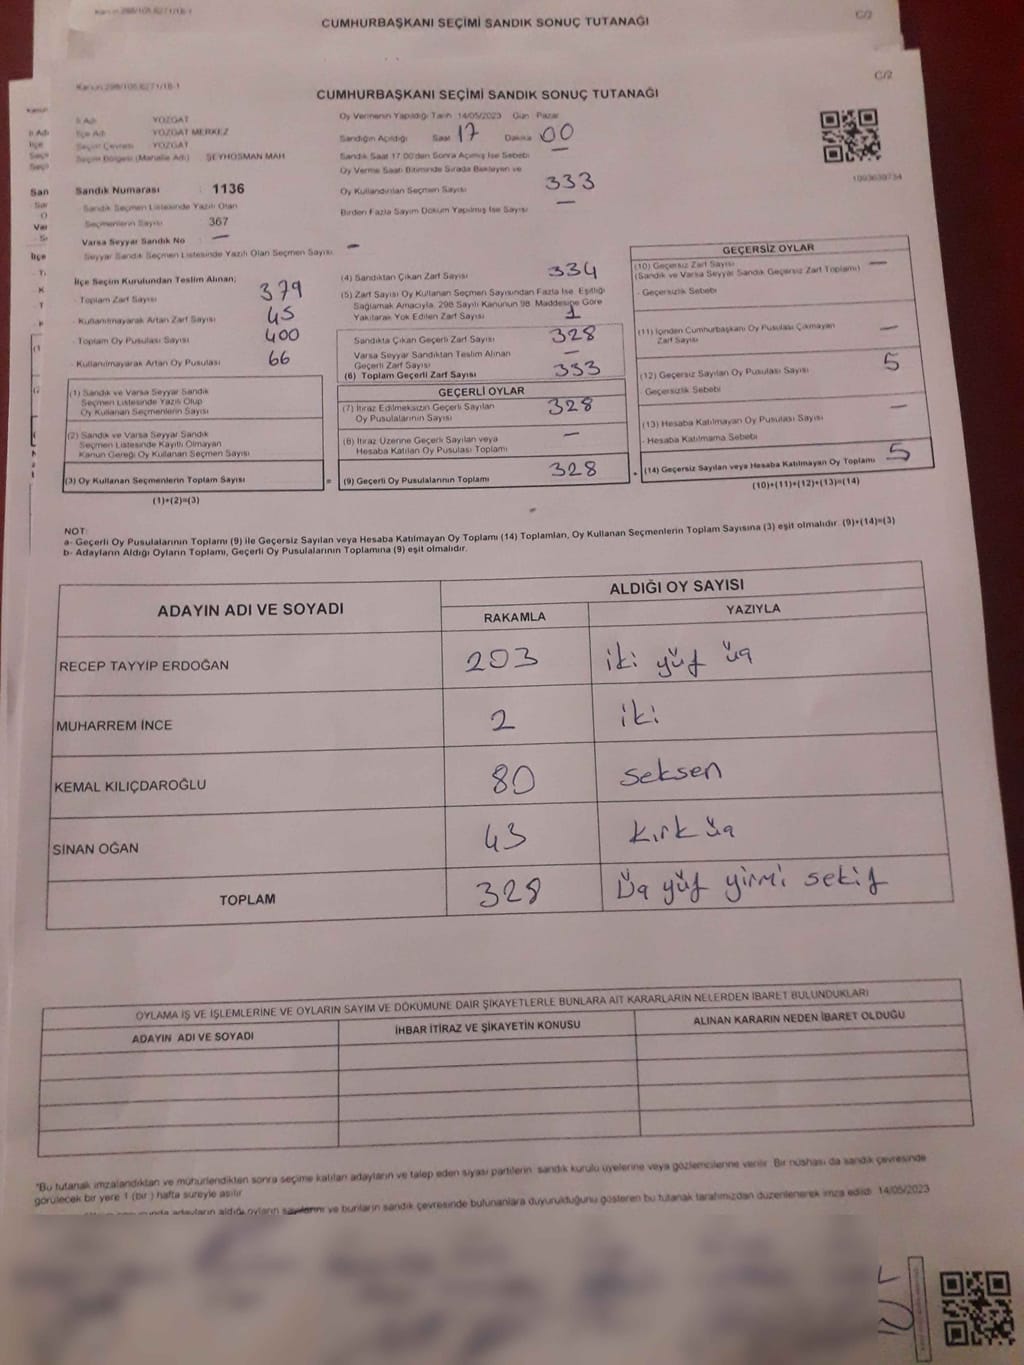 CUMHURBAŞKANI SEÇİMİ SANDIK SONUÇ TUTANAĞI
C/2
C/2
CUMHURBAŞKANI SEÇİMİ SANDIK SONUÇ TUTANAĞI
İl Adı YOZGAT
İlçe Adı YOZGAT MERKEZ
Seçim Çevresi YOZGAT
Seçim Bölgesi (Mahalle Adı) ŞEYHOSMAN MAH
Sandık Numarası : 1136
Sandık Seçmen Listesinde Yazılı Olan
Seçmenlerin Sayısı 367
Varsa Seyyar Sandık No : —
Seyyar Sandık Seçmen Listesinde Yazılı Olan Seçmen Sayısı —
Oy Vermenin Yapıldığı Tarih 14/05/2023 Gün Pazar
Sandığın Açıldığı Saat 17 Dakika 00
Sandık Saat 17:00'den Sonra Açılmış İse Sebebi —
Oy Verme Saati Bitiminde Sırada Bekleyen ve
Oy Kullandırılan Seçmen Sayısı 333
Birden Fazla Sayım Döküm Yapılmış İse Sayısı —
1093639734
İlçe Seçim Kurulundan Teslim Alınan;
- Toplam Zarf Sayısı 379
- Kullanılmayarak Artan Zarf Sayısı 45
- Toplam Oy Pusulası Sayısı 400
- Kullanılmayarak Artan Oy Pusulası 66
(1) Sandık ve Varsa Seyyar Sandık
Seçmen Listesinde Yazılı Olup
Oy Kullanan Seçmenlerin Sayısı
(2) Sandık ve Varsa Seyyar Sandık
Seçmen Listesinde Kayıtlı Olmayan
Kanun Gereği Oy Kullanan Seçmen Sayısı
(3) Oy Kullanan Seçmenlerin Toplam Sayısı
(1)+(2)=(3)
(4) Sandıktan Çıkan Zarf Sayısı 334
(5) Zarf Sayısı Oy Kullanan Seçmen Sayısından Fazla İse, Eşitliği
Sağlamak Amacıyla, 298 Sayılı Kanunun 98. Maddesine Göre
Yakılarak Yok Edilen Zarf Sayısı 1
Sandıkta Çıkan Geçerli Zarf Sayısı 328
Varsa Seyyar Sandıktan Teslim Alınan
Geçerli Zarf Sayısı —
(6) Toplam Geçerli Zarf Sayısı 333
GEÇERLİ OYLAR
(7) İtiraz Edilmeksizin Geçerli Sayılan
Oy Pusulalarının Sayısı 328
(8) İtiraz Üzerine Geçerli Sayılan veya
Hesaba Katılan Oy Pusulası Toplamı —
= (9) Geçerli Oy Pusulalarının Toplamı 328
GEÇERSİZ OYLAR
(10) Geçersiz Zarf Sayısı —
(Sandık ve Varsa Seyyar Sandık Geçersiz Zarf Toplamı)
- Geçersizlik Sebebi
(11) İçinden Cumhurbaşkanı Oy Pusulası Çıkmayan
Zarf Sayısı —
(12) Geçersiz Sayılan Oy Pusulası Sayısı 5
Geçersizlik Sebebi
(13) Hesaba Katılmayan Oy Pusulası Sayısı —
- Hesaba Katılmama Sebebi
+ (14) Geçersiz Sayılan veya Hesaba Katılmayan Oy Toplamı 5
(10)+(11)+(12)+(13)=(14)
NOT:
a- Geçerli Oy Pusulalarının Toplamı (9) ile Geçersiz Sayılan veya Hesaba Katılmayan Oy Toplamı (14) Toplamları, Oy Kullanan Seçmenlerin Toplam Sayısına (3) eşit olmalıdır. (9)+(14)=(3)
b- Adayların Aldığı Oyların Toplamı, Geçerli Oy Pusulalarının Toplamına (9) eşit olmalıdır.
ADAYIN ADI VE SOYADI
ALDIĞI OY SAYISI
RAKAMLA YAZIYLA
RECEP TAYYİP ERDOĞAN 203 iki yüz üç
MUHARREM İNCE 2 iki
KEMAL KILIÇDAROĞLU 80 seksen
SİNAN OĞAN 43 kırk üç
TOPLAM 328 üç yüz yirmi sekiz
OYLAMA İŞ VE İŞLEMLERİNE VE OYLARIN SAYIM VE DÖKÜMÜNE DAİR ŞİKAYETLERLE BUNLARA AİT KARARLARIN NELERDEN İBARET BULUNDUKLARI
ADAYIN ADI VE SOYADI İHBAR İTİRAZ VE ŞİKAYETİN KONUSU ALINAN KARARIN NEDEN İBARET OLDUĞU
"Bu tutanak imzalandıktan ve mühürlendikten sonra seçime katılan adayların ve talep eden siyasi partilerin sandık kurulu üyelerine veya gözlemcilerine verilir. Bir nüshası da sandık çevresinde
görülecek bir yere 1 (bir) hafta süreyle asılır.
adayların aldığı oyların sayılarını ve bunların sandık çevresinde bulunanlara duyurulduğunu gösteren bu tutanak tarafımızdan düzenlenerek imza edildi. 14/05/2023